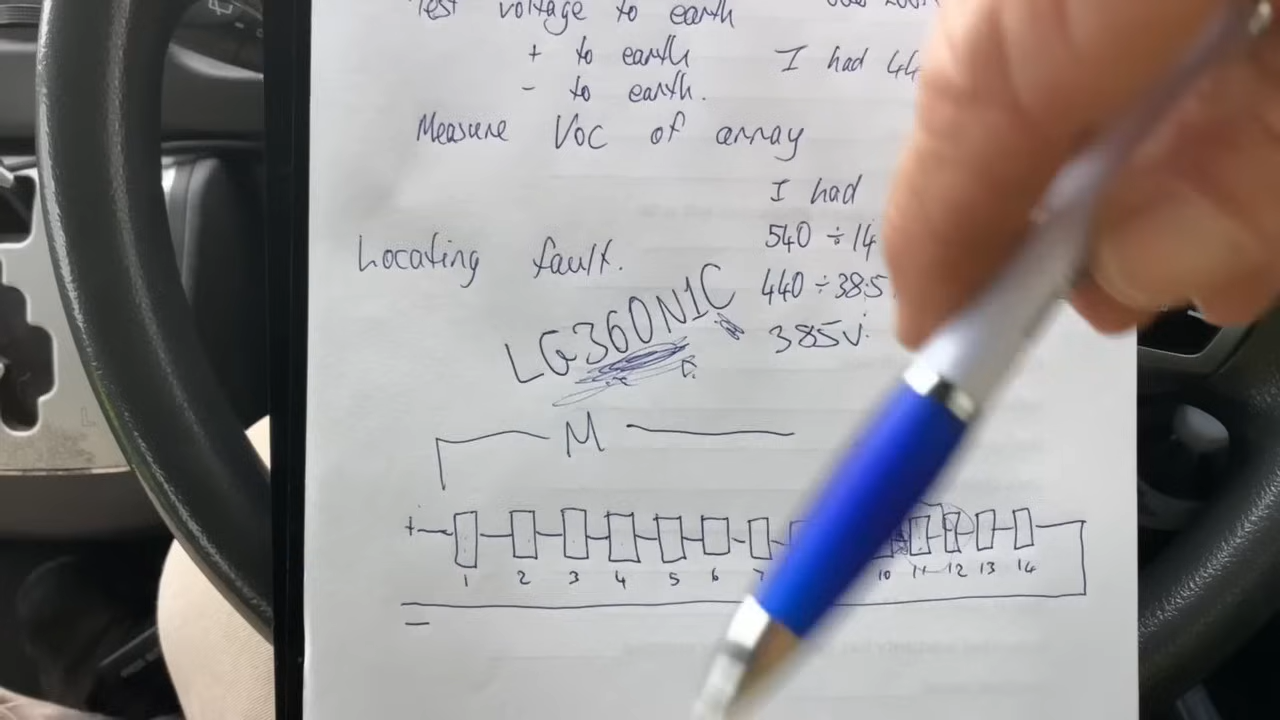 Test voltage to earth
+ to earth I had 44
- to earth.
Measure Voc of array
I had
540 ÷ 14
Locating fault.
440 ÷ 38.5
LG360N1C
385v.
M
+
1 2 3 4 5 6 7 10 11 12 13 14
-